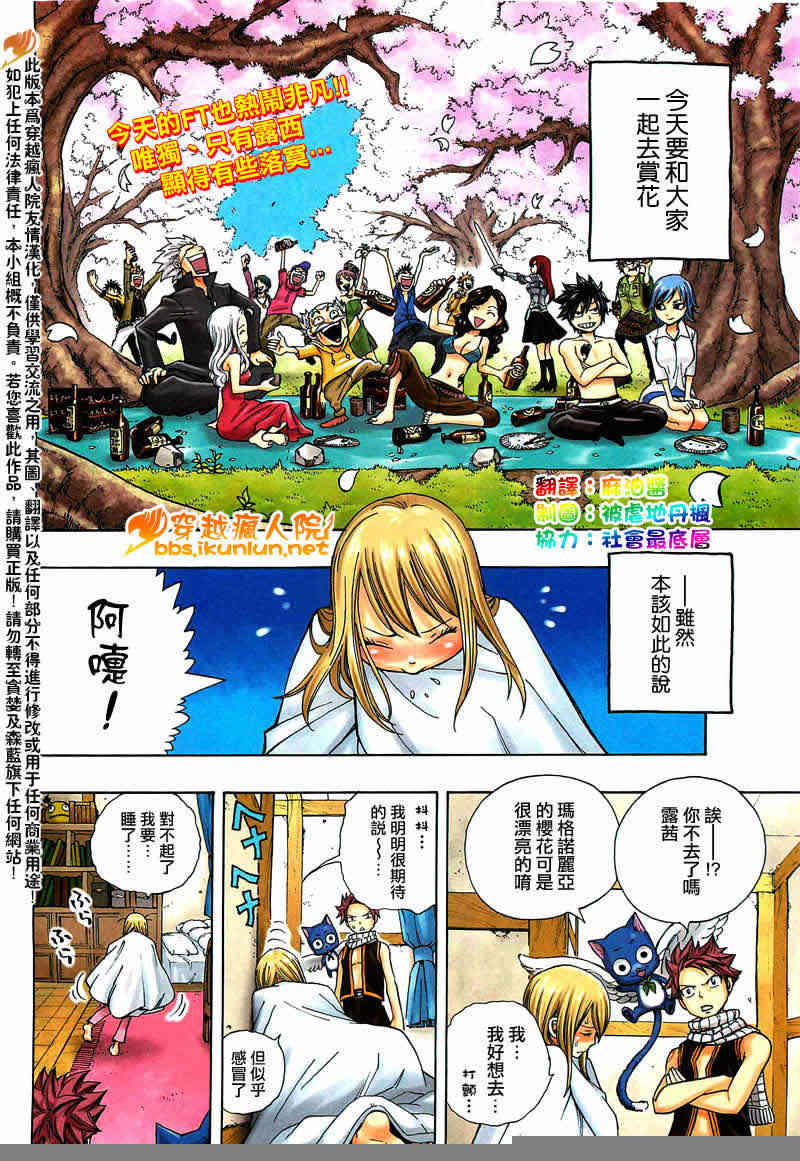 今天要和大家
一起去賞花
今天的FT也熱鬧非凡!!
唯獨、只有露西
顯得有些落寞…
翻譯：麻油醬
制圖：被虐地丹楓
協力：社會最底層
穿越瘋人院
bbs.ikunlun.net
——雖然
本該如此的說
阿嚏！
誒——!?
你不去了嗎
露茜
瑪格諾麗亞
的櫻花可是
很漂亮的唷
我…
我好想去…
打顫…
抖抖…
我明明很期待
的說～…
但似乎
感冒了
へぇへぇ
對不起了
我要…
睡了……
ふら
ふら
此版本爲穿越瘋人院友情漢化，僅供學習交流之用，其圖、翻譯以及任何部分不得進行修改或用于任何商業用途！
如犯上任何法律責任，本小組概不負責。若您喜歡此作品，請購買正版！請勿轉至貪婪及森藍旗下任何網站！